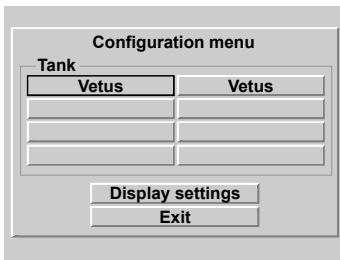 Configuration menu
Tank
Vetus Vetus
Display settings
Exit